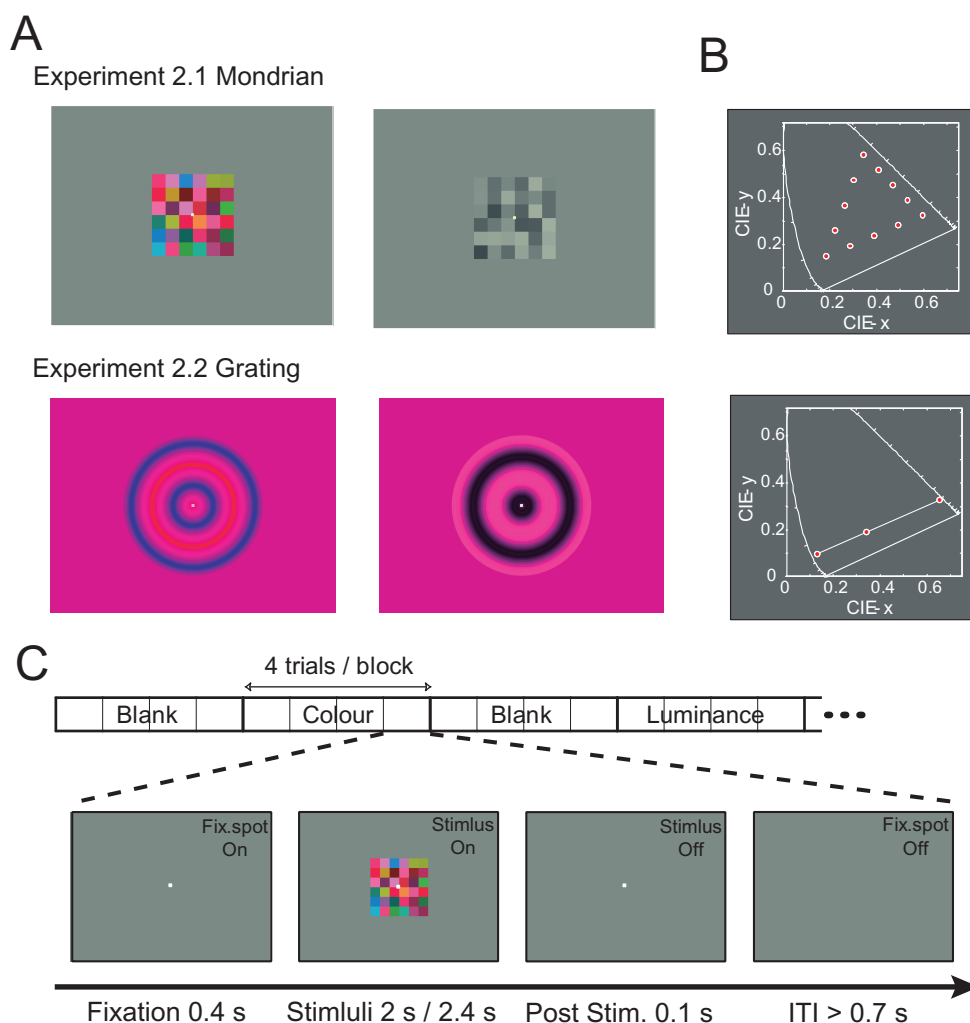 A
B
Experiment 2.1 Mondrian
0.6
0.4
0.2
0
CIE-y
0 0.2 0.4 0.6
CIE-x
Experiment 2.2 Grating
0.6
0.4
0.2
0
CIE-y
0 0.2 0.4 0.6
CIE-x
C
4 trials / block
Blank Colour Blank Luminance
Fix.spot
On
Stimlus
On
Stimlus
Off
Fix.spot
Off
Fixation 0.4 s Stimluli 2 s / 2.4 s Post Stim. 0.1 s ITI > 0.7 s